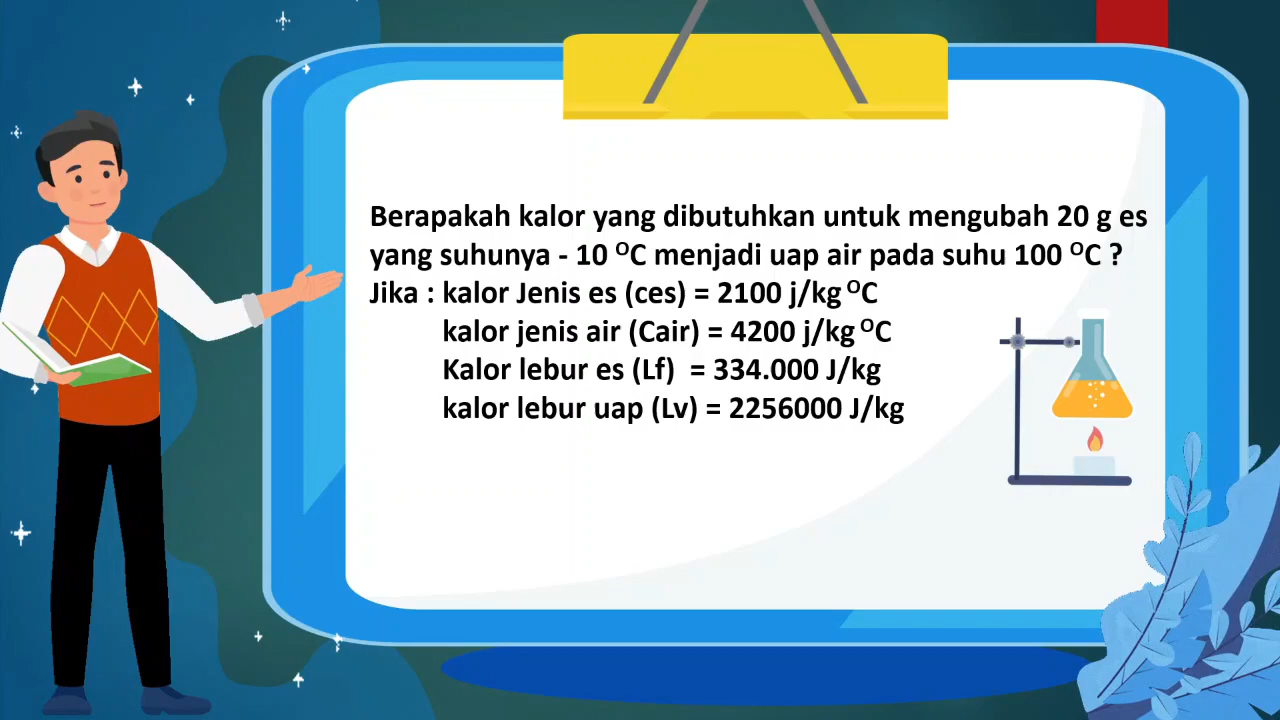 Berapakah kalor yang dibutuhkan untuk mengubah 20 g es
yang suhunya - 10 ᴼC menjadi uap air pada suhu 100 ᴼC ?
Jika : kalor Jenis es (ces) = 2100 j/kg ᴼC
kalor jenis air (Cair) = 4200 j/kg ᴼC
Kalor lebur es (Lf) = 334.000 J/kg
kalor lebur uap (Lv) = 2256000 J/kg